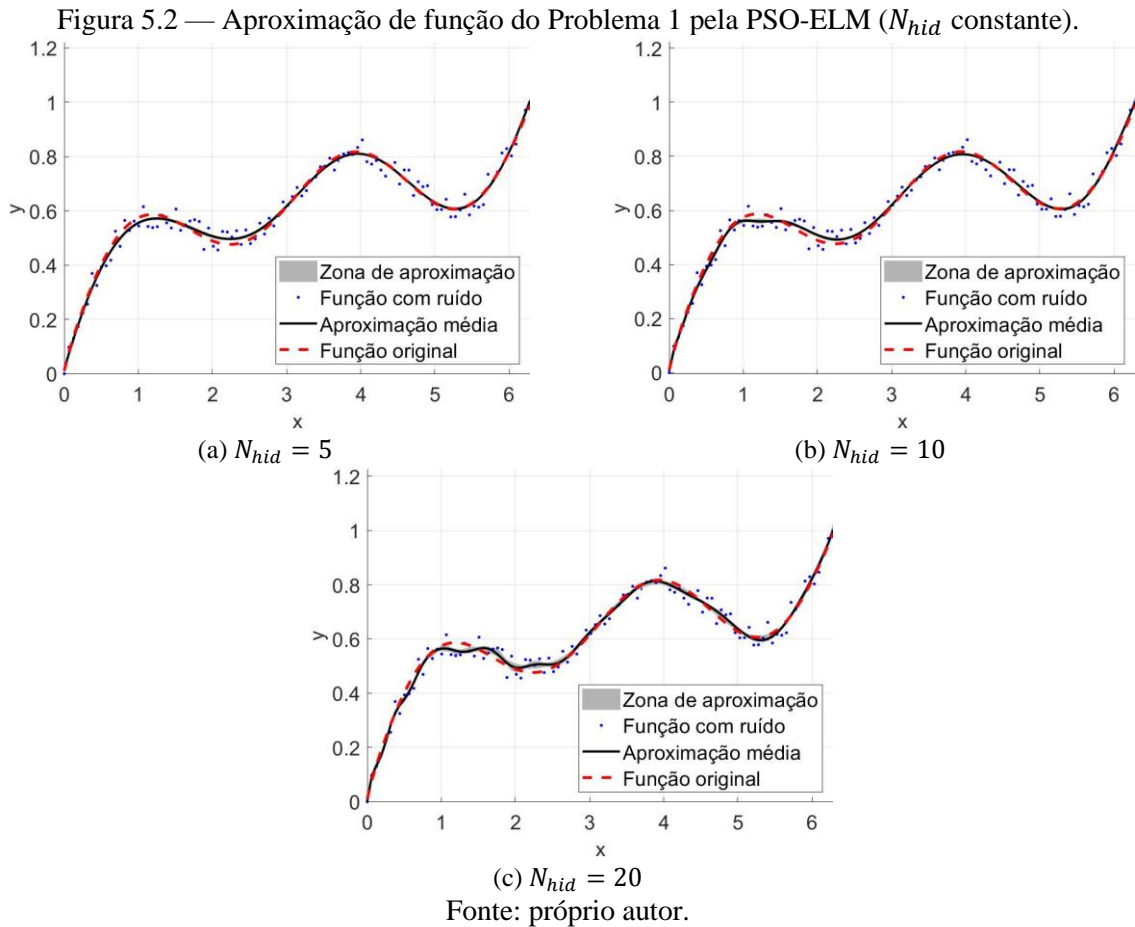 Figura 5.2 — Aproximação de função do Problema 1 pela PSO-ELM (N_hid constante).
1.2
1
0.8
0.6
0.4
0.2
0
y
0 1 2 3 4 5 6
x
Zona de aproximação
Função com ruído
Aproximação média
Função original
(a) N_hid = 5
1.2
1
0.8
0.6
0.4
0.2
0
y
0 1 2 3 4 5 6
x
Zona de aproximação
Função com ruído
Aproximação média
Função original
(b) N_hid = 10
1.2
1
0.8
0.6
0.4
0.2
0
y
0 1 2 3 4 5 6
x
Zona de aproximação
Função com ruído
Aproximação média
Função original
(c) N_hid = 20
Fonte: próprio autor.